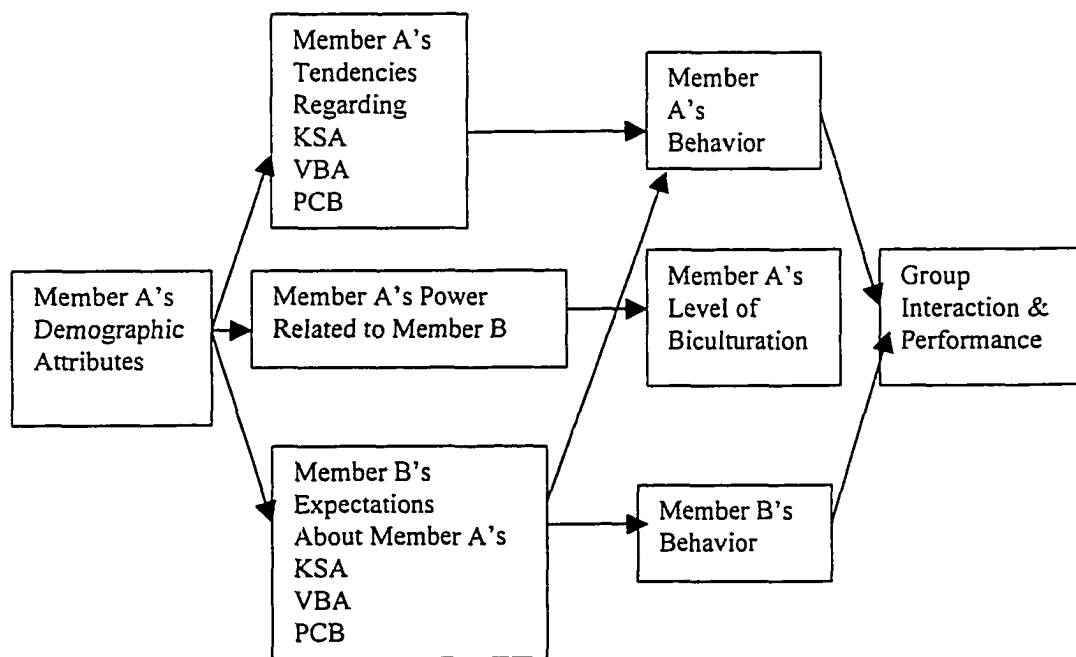 Member A's
Demographic
Attributes
Member A's
Tendencies
Regarding
KSA
VBA
PCB
Member A's Power
Related to Member B
Member B's
Expectations
About Member A's
KSA
VBA
PCB
Member
A's
Behavior
Member A's
Level of
Biculturation
Member B's
Behavior
Group
Interaction &
Performance